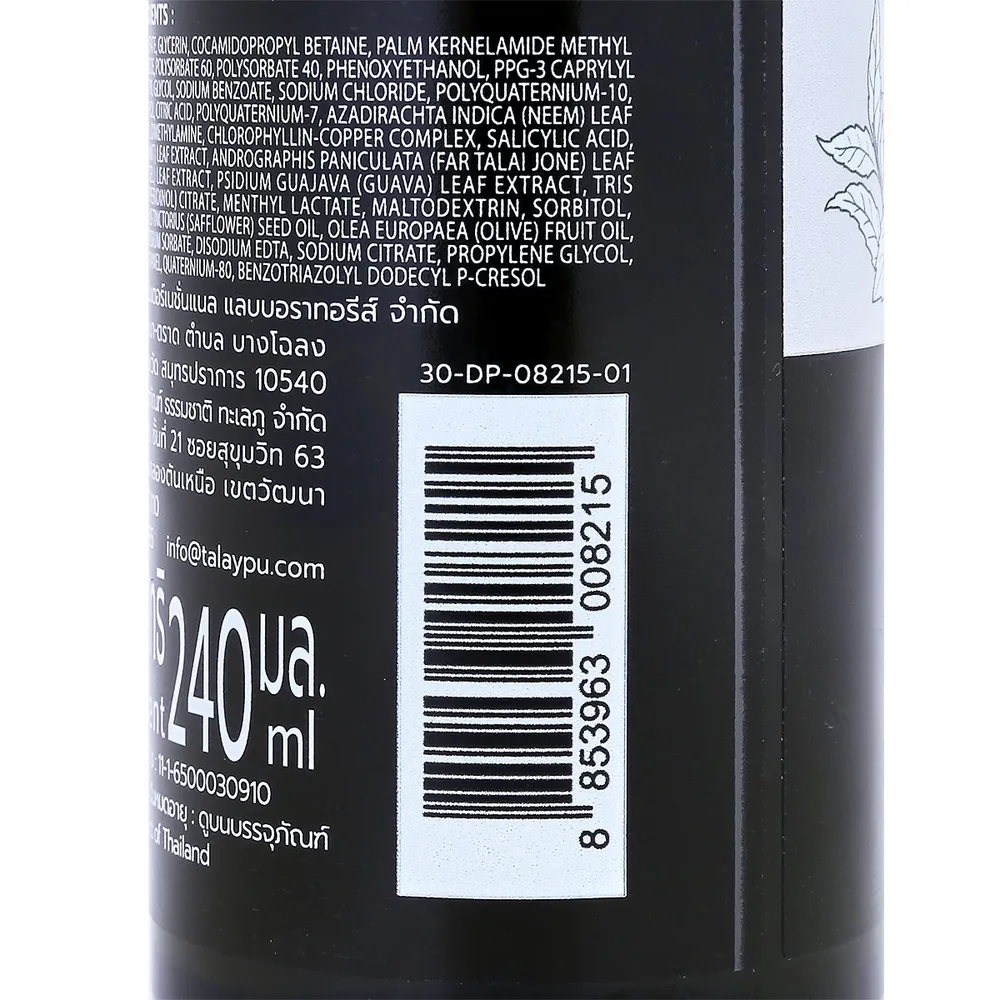 GLYCERIN, COCAMIDOPROPYL BETAINE, PALM KERNELAMIDE METHYL
POLYSORBATE 60, POLYSORBATE 40, PHENOXYETHANOL, PPG-3 CAPRYLYL
GLYCOL, SODIUM BENZOATE, SODIUM CHLORIDE, POLYQUATERNIUM-10,
CITRIC ACID, POLYQUATERNIUM-7, AZADIRACHTA INDICA (NEEM) LEAF
CHLOROPHYLLIN-COPPER COMPLEX, SALICYLIC ACID,
LEAF EXTRACT, ANDROGRAPHIS PANICULATA (FAR TALAI JONE) LEAF
LEAF EXTRACT, PSIDIUM GUAJAVA (GUAVA) LEAF EXTRACT, TRIS
CITRATE, MENTHYL LACTATE, MALTODEXTRIN, SORBITOL,
(SAFFLOWER) SEED OIL, OLEA EUROPAEA (OLIVE) FRUIT OIL,
SORBATE, DISODIUM EDTA, SODIUM CITRATE, PROPYLENE GLYCOL,
QUATERNIUM-80, BENZOTRIAZOLYL DODECYL P-CRESOL
แลบบอราทอรีส์ จำกัด
ตำบล บางโฉลง
สมุทรปราการ 10540
ธรรมชาติ ทะเลภู จำกัด
ชั้นที่ 21 ซอยสุขุมวิท 63
เขตวัฒนา
info@talaypu.com
240 มล.
ml
11-1-6500030910
: ดูบนบรรจุภัณฑ์
of Thailand
30-DP-08215-01
8 853963 008215